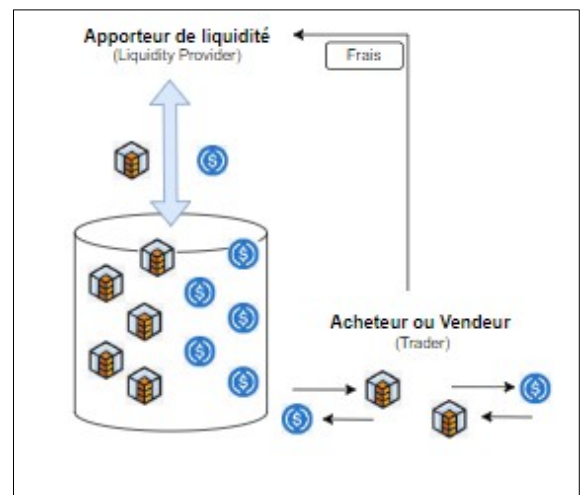 Apporteur de liquidité
(Liquidity Provider)
Frais
Acheteur ou Vendeur
(Trader)